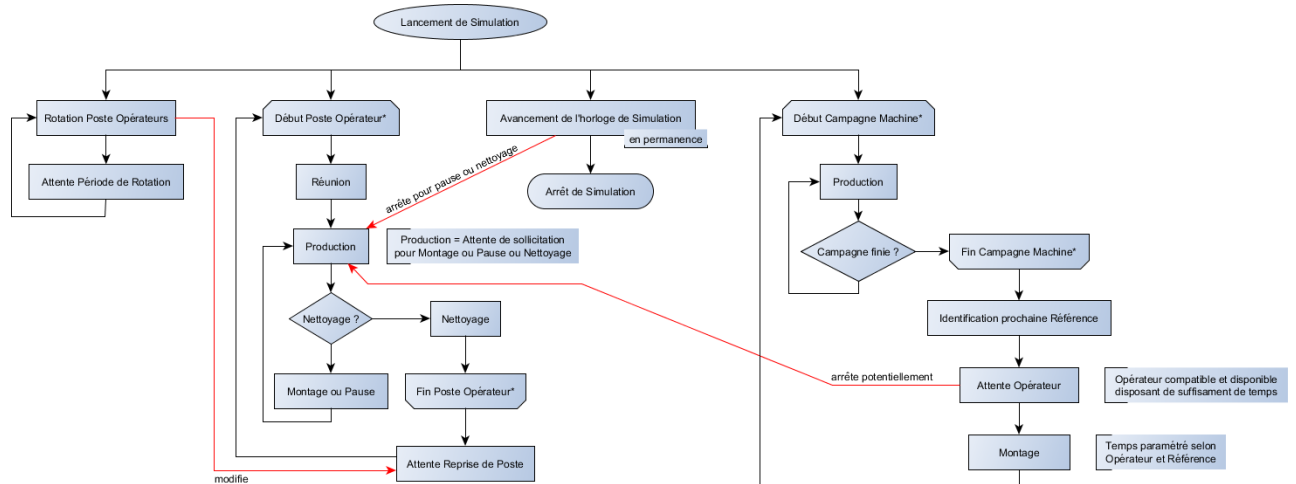 Lancement de Simulation
Rotation Poste Opérateurs
Début Poste Opérateur*
Avancement de l'horloge de Simulation
en permanence
Début Campagne Machine*
Attente Période de Rotation
Réunion
arrête pour pause ou nettoyage
Arrêt de Simulation
Production
Production
Production = Attente de sollicitation
pour Montage ou Pause ou Nettoyage
Campagne finie ?
Fin Campagne Machine*
Nettoyage ?
Nettoyage
Identification prochaine Référence
Montage ou Pause
Fin Poste Opérateur*
arrête potentiellement
Attente Opérateur
Opérateur compatible et disponible
disposant de suffisament de temps
Attente Reprise de Poste
modifie
Montage
Temps paramétré selon
Opérateur et Référence